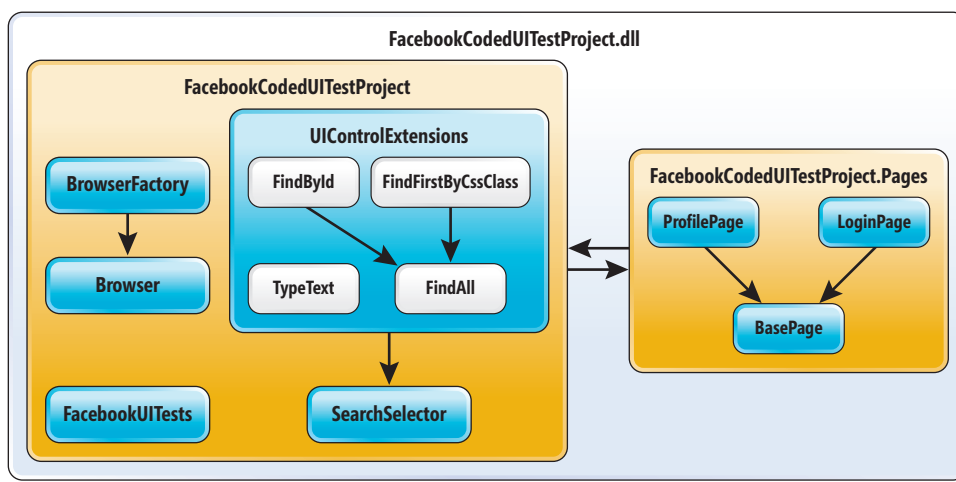 FacebookCodedUITestProject.dll
FacebookCodedUITestProject
UIControlExtensions
FindById
FindFirstByCssClass
BrowserFactory
Browser
TypeText
FindAll
FacebookUITests
SearchSelector
FacebookCodedUITestProject.Pages
ProfilePage
LoginPage
BasePage